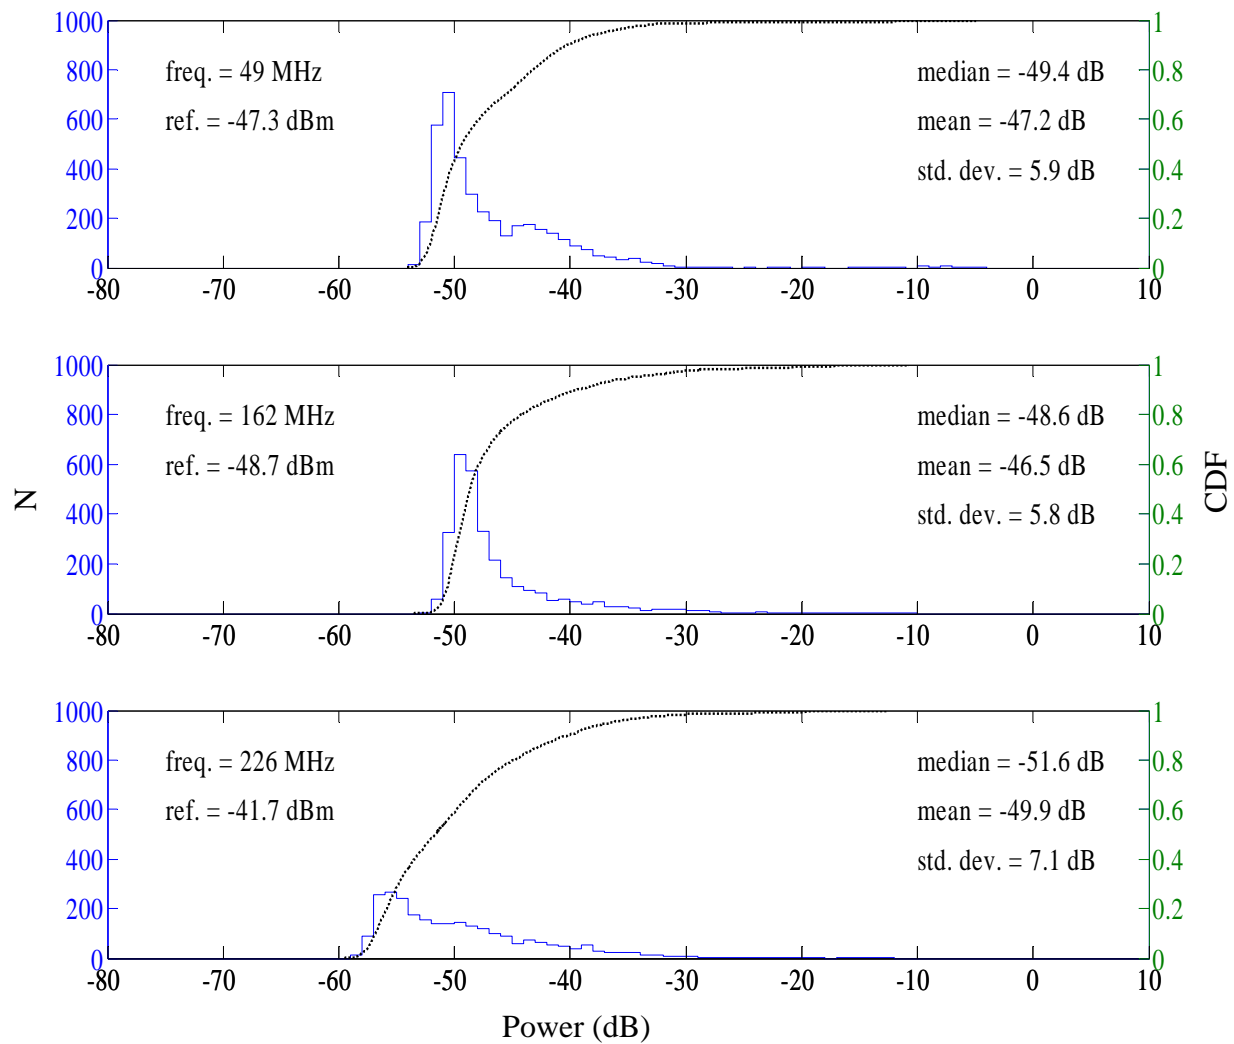 1000
800
600
400
200
0
freq. = 49 MHz
ref. = -47.3 dBm
median = -49.4 dB
mean = -47.2 dB
std. dev. = 5.9 dB
1
0.8
0.6
0.4
0.2
0
-80 -70 -60 -50 -40 -30 -20 -10 0 10
1000
800
600
400
200
0
freq. = 162 MHz
ref. = -48.7 dBm
median = -48.6 dB
mean = -46.5 dB
std. dev. = 5.8 dB
1
0.8
0.6
0.4
0.2
0
-80 -70 -60 -50 -40 -30 -20 -10 0 10
N
CDF
1000
800
600
400
200
0
freq. = 226 MHz
ref. = -41.7 dBm
median = -51.6 dB
mean = -49.9 dB
std. dev. = 7.1 dB
1
0.8
0.6
0.4
0.2
0
-80 -70 -60 -50 -40 -30 -20 -10 0 10
Power (dB)